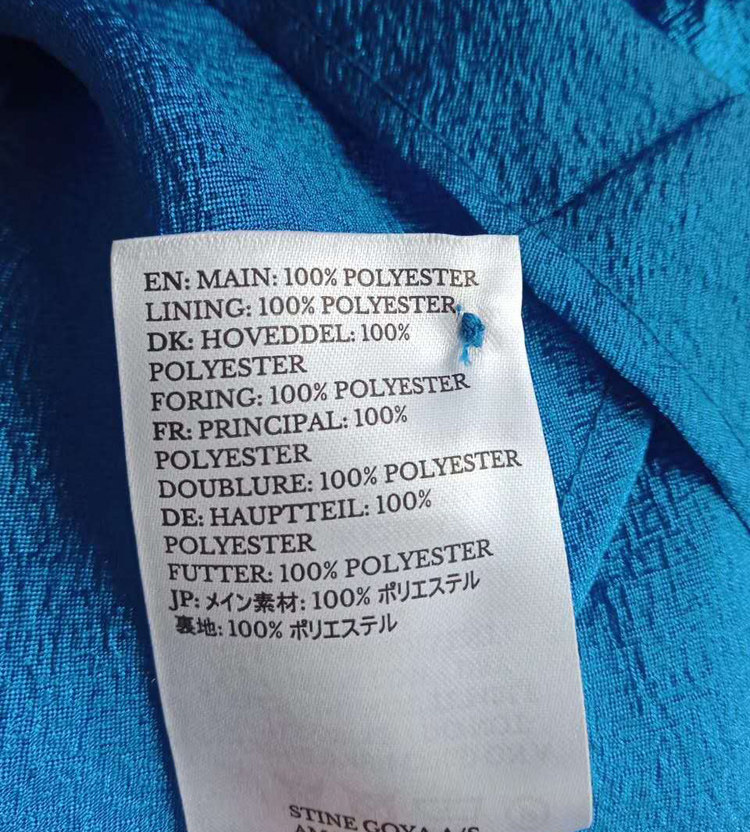 EN: MAIN: 100% POLYESTER
LINING: 100% POLYESTER
DK: HOVEDDEL: 100%
POLYESTER
FORING: 100% POLYESTER
FR: PRINCIPAL: 100%
POLYESTER
DOUBLURE: 100% POLYESTER
DE: HAUPTTEIL: 100%
POLYESTER
FUTTER: 100% POLYESTER
JP: メイン素材: 100% ポリエステル
裏地: 100% ポリエステル
STINE GOYA A/S